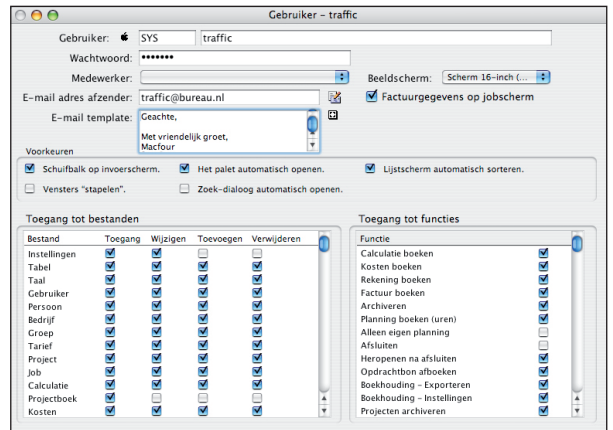 Gebruiker – traffic
Gebruiker: SYS traffic
Wachtwoord: •••••••
Medewerker: Beeldscherm: Scherm 16-inch (...
E-mail adres afzender: traffic@bureau.nl Factuurgegevens op jobscherm
E-mail template: Geachte,
Met vriendelijk groet,
Macfour
Voorkeuren
Schuifbalk op invoerscherm. Het palet automatisch openen. Lijstscherm automatisch sorteren.
Vensters "stapelen". Zoek-dialoog automatisch openen.
Toegang tot bestanden
Bestand Toegang Wijzigen Toevoegen Verwijderen
Instellingen
Tabel
Taal
Gebruiker
Persoon
Bedrijf
Groep
Tarief
Project
Job
Calculatie
Projectboek
Kosten
Toegang tot functies
Functie
Calculatie boeken
Kosten boeken
Rekening boeken
Factuur boeken
Archiveren
Planning boeken (uren)
Alleen eigen planning
Afsluiten
Heropenen na afsluiten
Opdrachtbon afboeken
Boekhouding – Exporteren
Boekhouding – Instellingen
Projecten archiveren